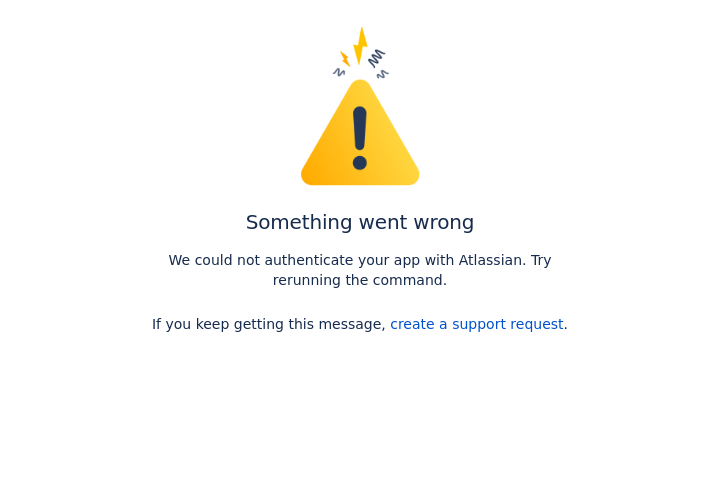 Something went wrong
We could not authenticate your app with Atlassian. Try
rerunning the command.
If you keep getting this message, create a support request.